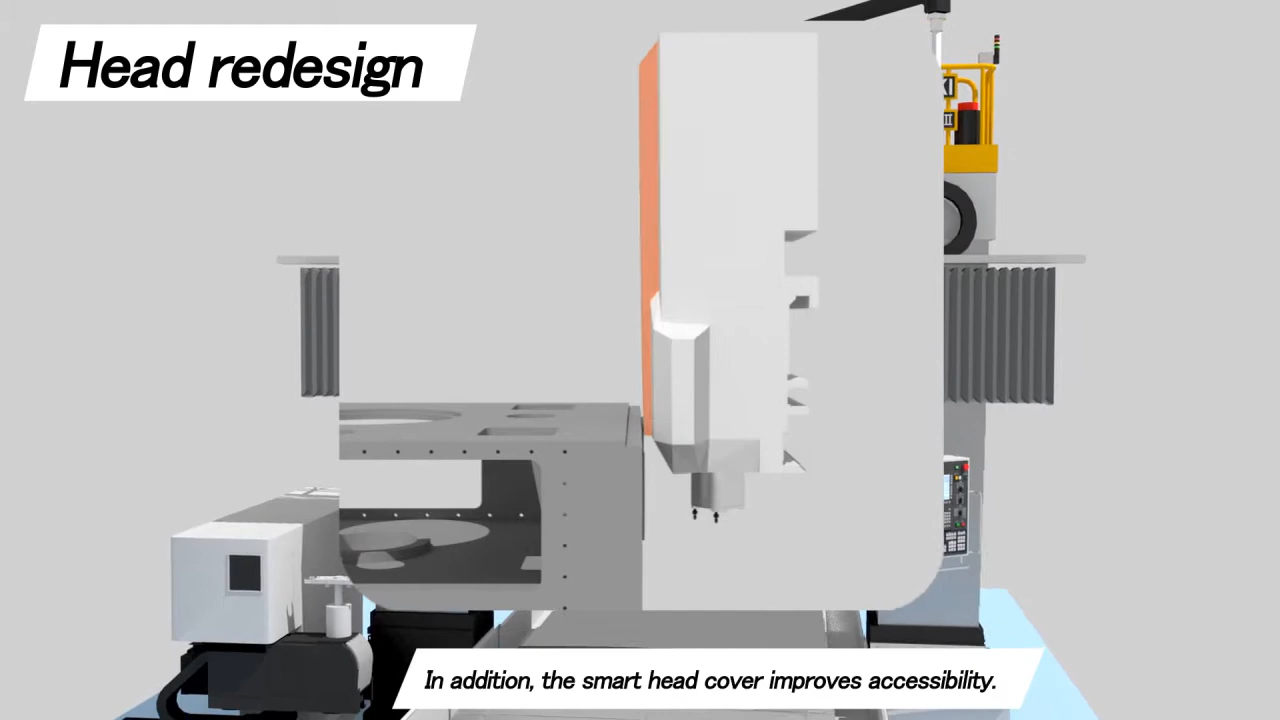 Head redesign
In addition, the smart head cover improves accessibility.